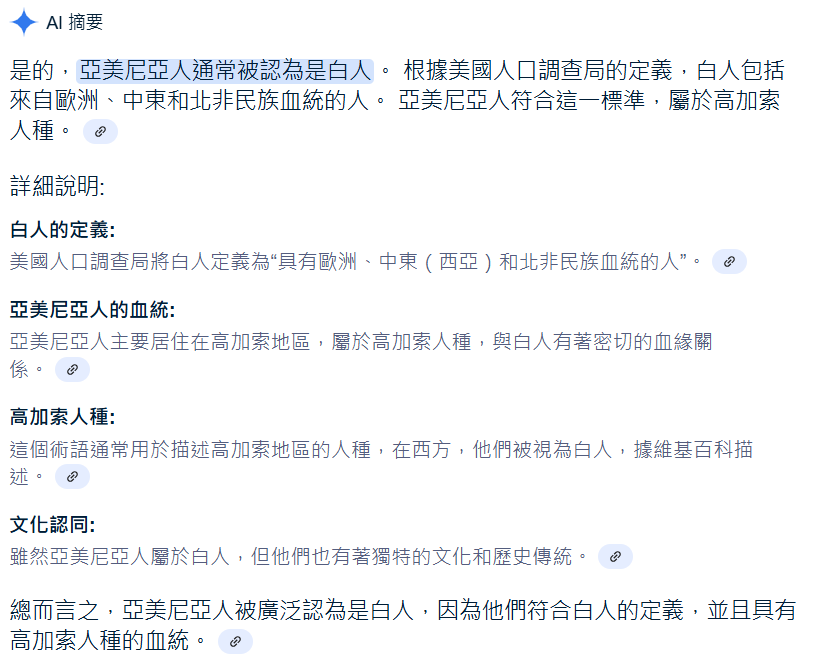 AI 摘要
是的，亞美尼亞人通常被認為是白人。 根據美國人口調查局的定義，白人包括
來自歐洲、中東和北非民族血統的人。 亞美尼亞人符合這一標準，屬於高加索
人種。
詳細說明:
白人的定義:
美國人口調查局將白人定義為“具有歐洲、中東（西亞）和北非民族血統的人”。
亞美尼亞人的血統:
亞美尼亞人主要居住在高加索地區，屬於高加索人種，與白人有著密切的血緣關
係。
高加索人種:
這個術語通常用於描述高加索地區的人種，在西方，他們被視為白人，據維基百科描
述。
文化認同:
雖然亞美尼亞人屬於白人，但他們也有著獨特的文化和歷史傳統。
總而言之，亞美尼亞人被廣泛認為是白人，因為他們符合白人的定義，並且具有
高加索人種的血統。